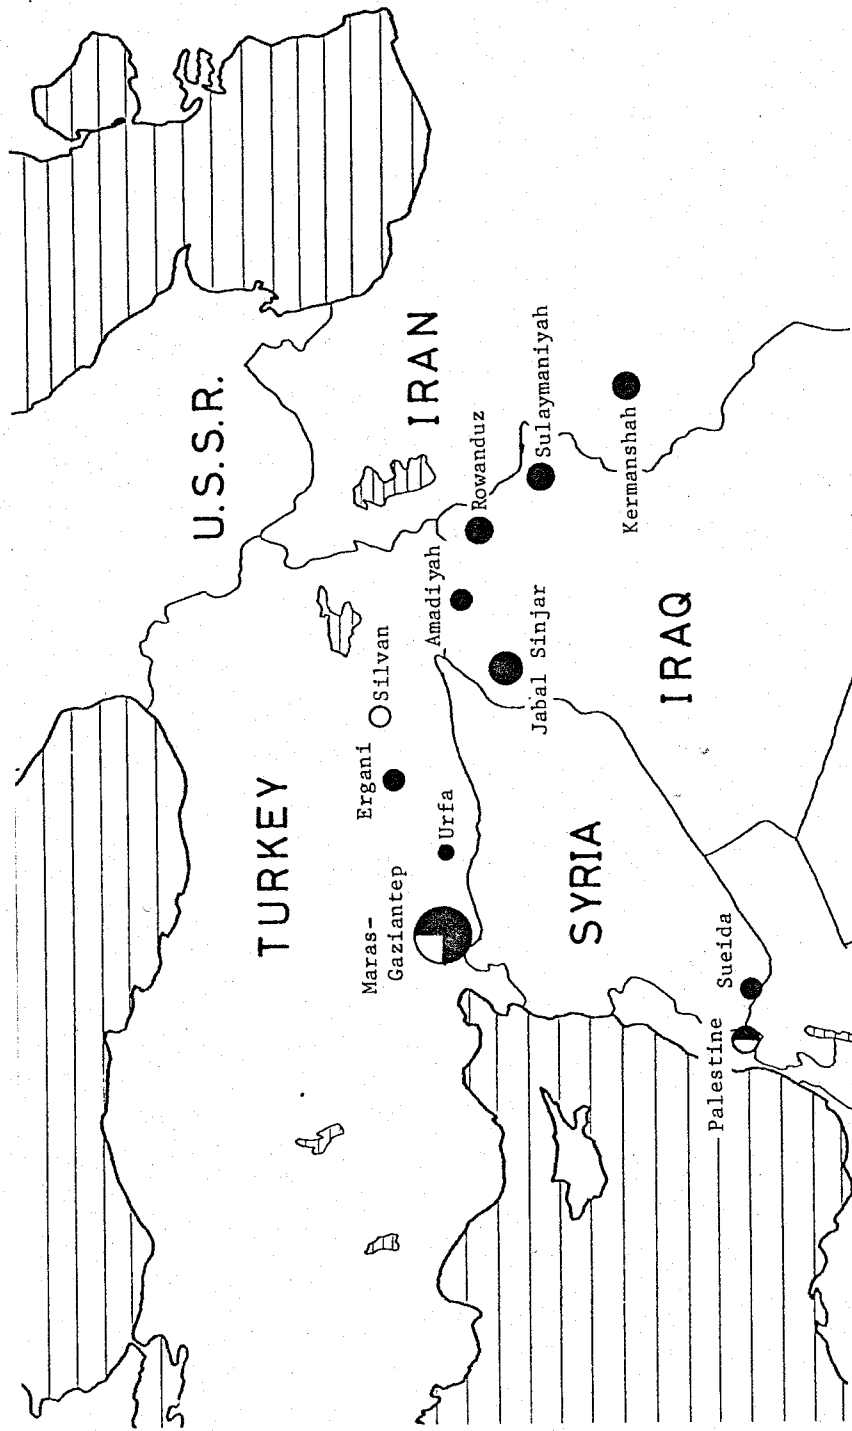 U.S.S.R.
TURKEY
IRAN
Ergani
Silvan
Maras-
Gaziantep
Urfa
Amadiyah
Rowanduz
Sulaymaniyah
Jabal Sinjar
Kermanshah
SYRIA
IRAQ
Palestine
Sueida